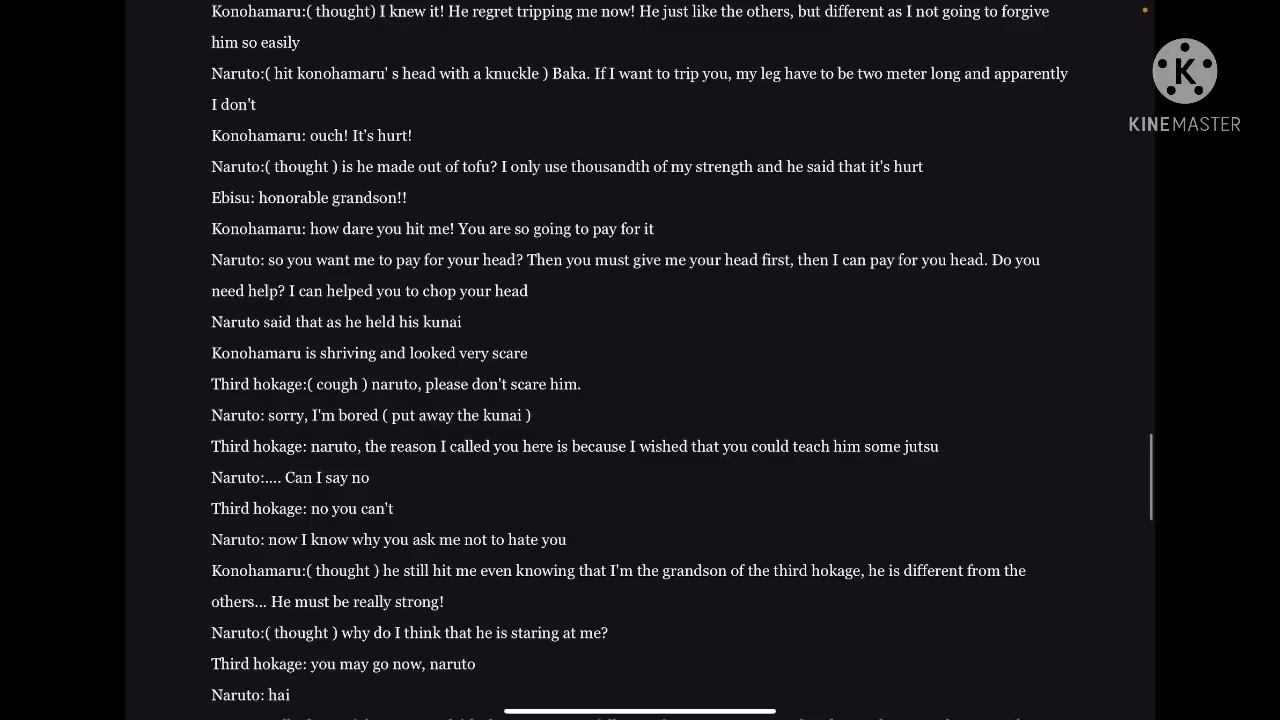 Konohamaru:( thought) I knew it! He regret tripping me now! He just like the others, but different as I not going to forgive
him so easily
Naruto:( hit konohamaru' s head with a knuckle ) Baka. If I want to trip you, my leg have to be two meter long and apparently
I don't
Konohamaru: ouch! It's hurt!
Naruto:( thought ) is he made out of tofu? I only use thousandth of my strength and he said that it's hurt
Ebisu: honorable grandson!!
Konohamaru: how dare you hit me! You are so going to pay for it
Naruto: so you want me to pay for your head? Then you must give me your head first, then I can pay for you head. Do you
need help? I can helped you to chop your head
Naruto said that as he held his kunai
Konohamaru is shriving and looked very scare
Third hokage:( cough ) naruto, please don't scare him.
Naruto: sorry, I'm bored ( put away the kunai )
Third hokage: naruto, the reason I called you here is because I wished that you could teach him some jutsu
Naruto:.... Can I say no
Third hokage: no you can't
Naruto: now I know why you ask me not to hate you
Konohamaru:( thought ) he still hit me even knowing that I'm the grandson of the third hokage, he is different from the
others... He must be really strong!
Naruto:( thought ) why do I think that he is staring at me?
Third hokage: you may go now, naruto
Naruto: hai
K
KINEMASTER